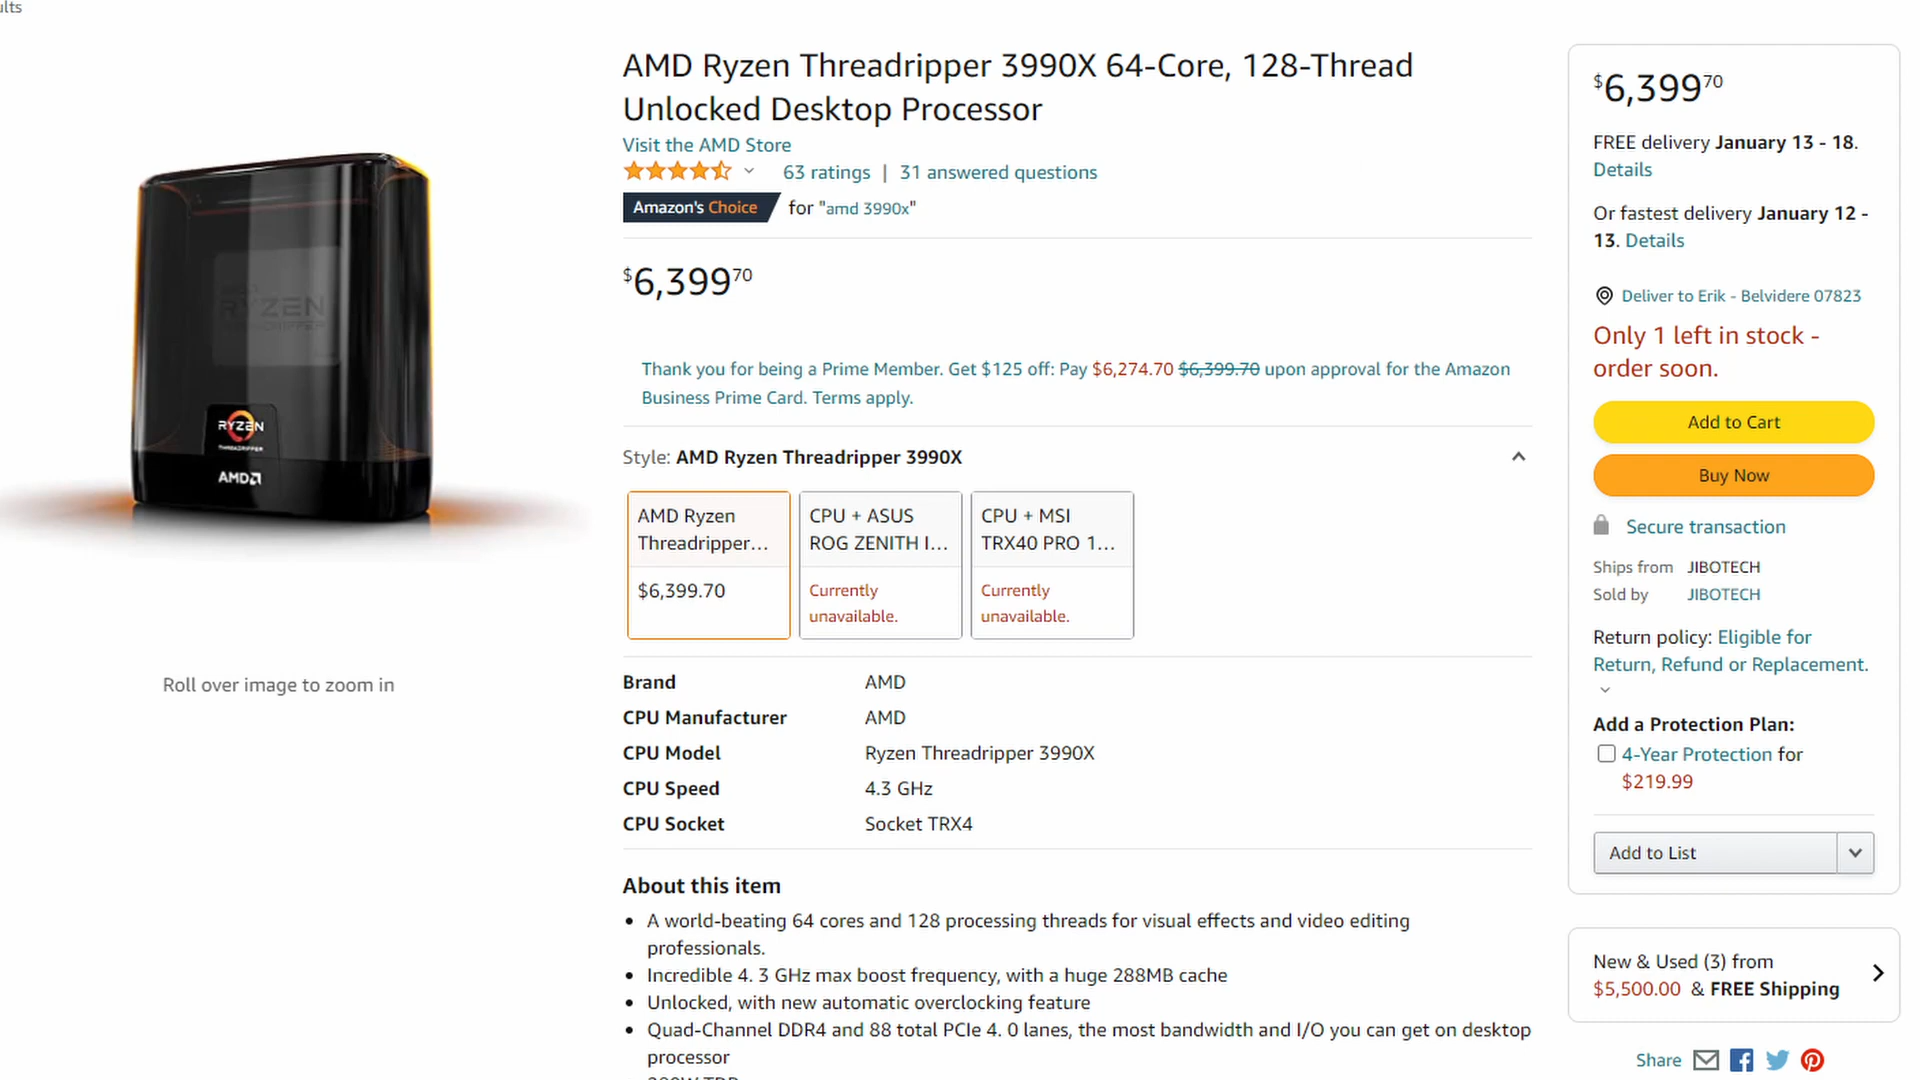 ults
AMD Ryzen Threadripper 3990X 64-Core, 128-Thread
Unlocked Desktop Processor
Visit the AMD Store
63 ratings | 31 answered questions
Amazon's Choice for "amd 3990x"
$6,39970
Thank you for being a Prime Member. Get $125 off: Pay $6,274.70 $6,399.70 upon approval for the Amazon
Business Prime Card. Terms apply.
Style: AMD Ryzen Threadripper 3990X
AMD Ryzen
Threadripper...
$6,399.70
CPU + ASUS
ROG ZENITH I...
Currently
unavailable.
CPU + MSI
TRX40 PRO 1...
Currently
unavailable.
Brand AMD
CPU Manufacturer AMD
CPU Model Ryzen Threadripper 3990X
CPU Speed 4.3 GHz
CPU Socket Socket TRX4
About this item
• A world-beating 64 cores and 128 processing threads for visual effects and video editing
professionals.
• Incredible 4. 3 GHz max boost frequency, with a huge 288MB cache
• Unlocked, with new automatic overclocking feature
• Quad-Channel DDR4 and 88 total PCIe 4. 0 lanes, the most bandwidth and I/O you can get on desktop
processor
RYZEN
RYZEN
THREADRIPPER
AMD
Roll over image to zoom in
$6,39970
FREE delivery January 13 - 18.
Details
Or fastest delivery January 12 -
13. Details
Deliver to Erik - Belvidere 07823
Only 1 left in stock -
order soon.
Add to Cart
Buy Now
Secure transaction
Ships from JIBOTECH
Sold by JIBOTECH
Return policy: Eligible for
Return, Refund or Replacement.
Add a Protection Plan:
4-Year Protection for
$219.99
Add to List
New & Used (3) from
$5,500.00 & FREE Shipping
Share